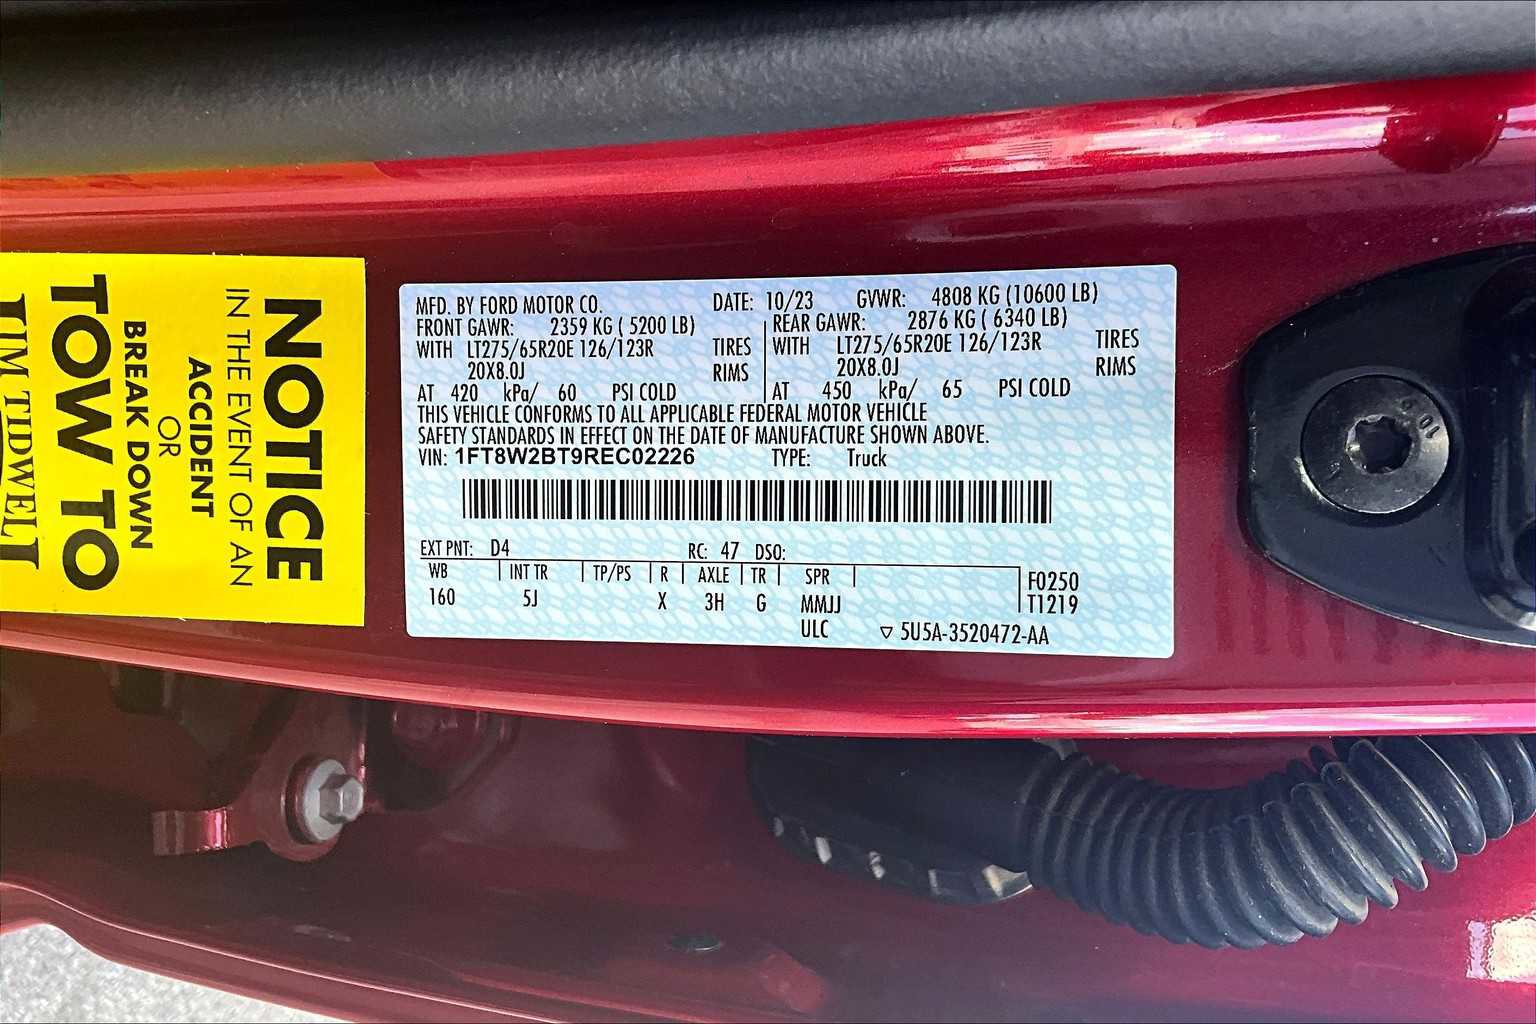 NOTICE
IN THE EVENT OF AN
ACCIDENT
OR
BREAK DOWN
TOW TO
MFD. BY FORD MOTOR CO. DATE: 10/23 GVWR: 4808 KG (10600 LB)
FRONT GAWR: 2359 KG ( 5200 LB) REAR GAWR: 2876 KG ( 6340 LB)
WITH LT275/65R20E 126/123R TIRES WITH LT275/65R20E 126/123R TIRES
20X8.0J RIMS 20X8.0J RIMS
AT 420 kPa/ 60 PSI COLD AT 450 kPa/ 65 PSI COLD
THIS VEHICLE CONFORMS TO ALL APPLICABLE FEDERAL MOTOR VEHICLE
SAFETY STANDARDS IN EFFECT ON THE DATE OF MANUFACTURE SHOWN ABOVE.
VIN: 1FT8W2BT9REC02226 TYPE: Truck
EXT PNT: D4 RC: 47 DSO:
WB INT TR TP/PS R AXLE TR SPR F0250
160 5J X 3H G MMJJ T1219
ULC ▽ 5U5A-3520472-AA